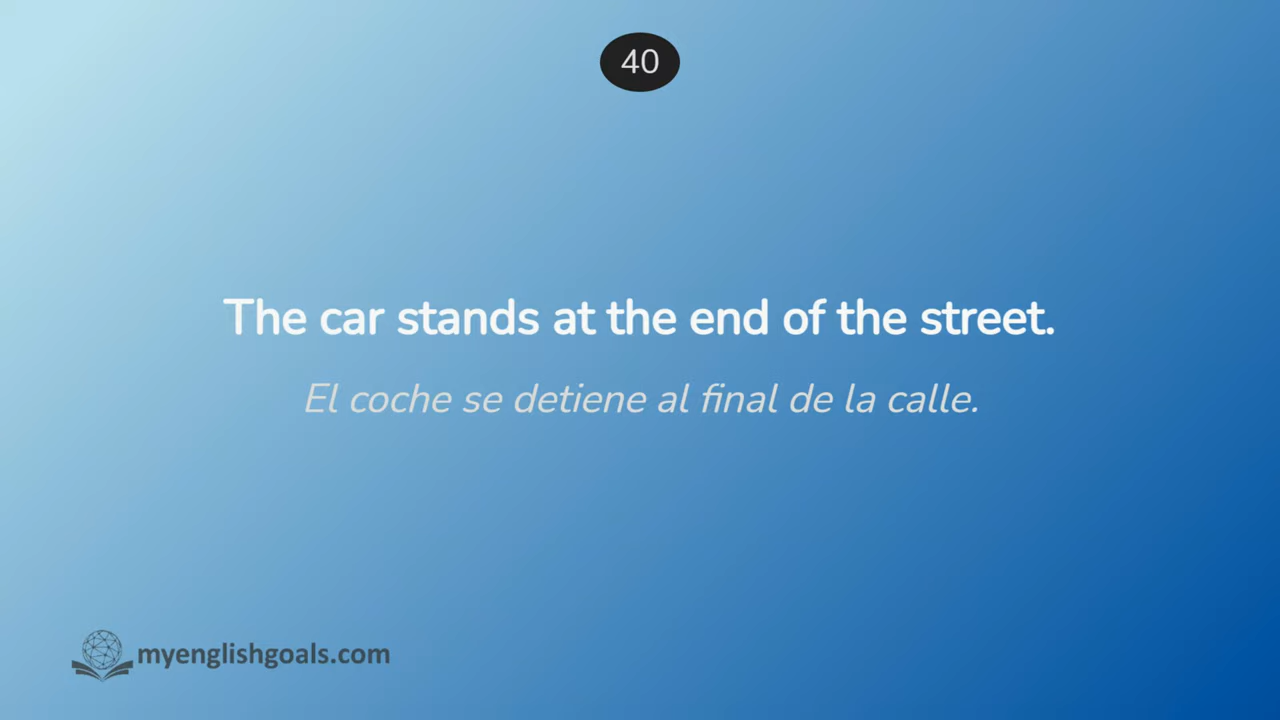 40
The car stands at the end of the street.
El coche se detiene al final de la calle.
myenglishgoals.com